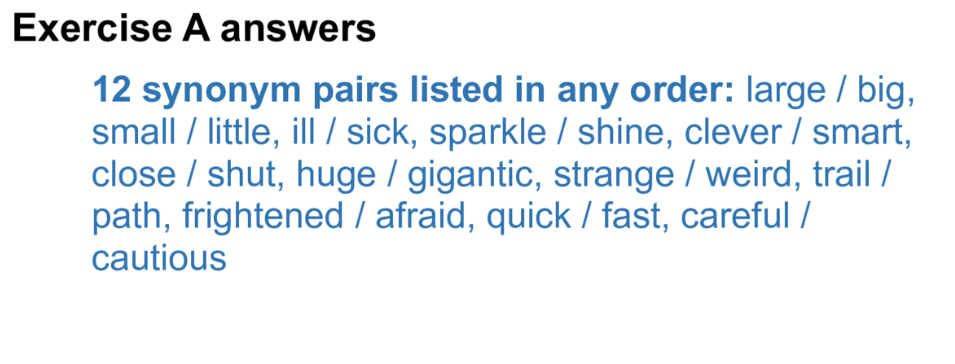 Exercise A answers
12 synonym pairs listed in any order: large / big,
small / little, ill / sick, sparkle / shine, clever / smart,
close / shut, huge / gigantic, strange / weird, trail /
path, frightened / afraid, quick / fast, careful /
cautious